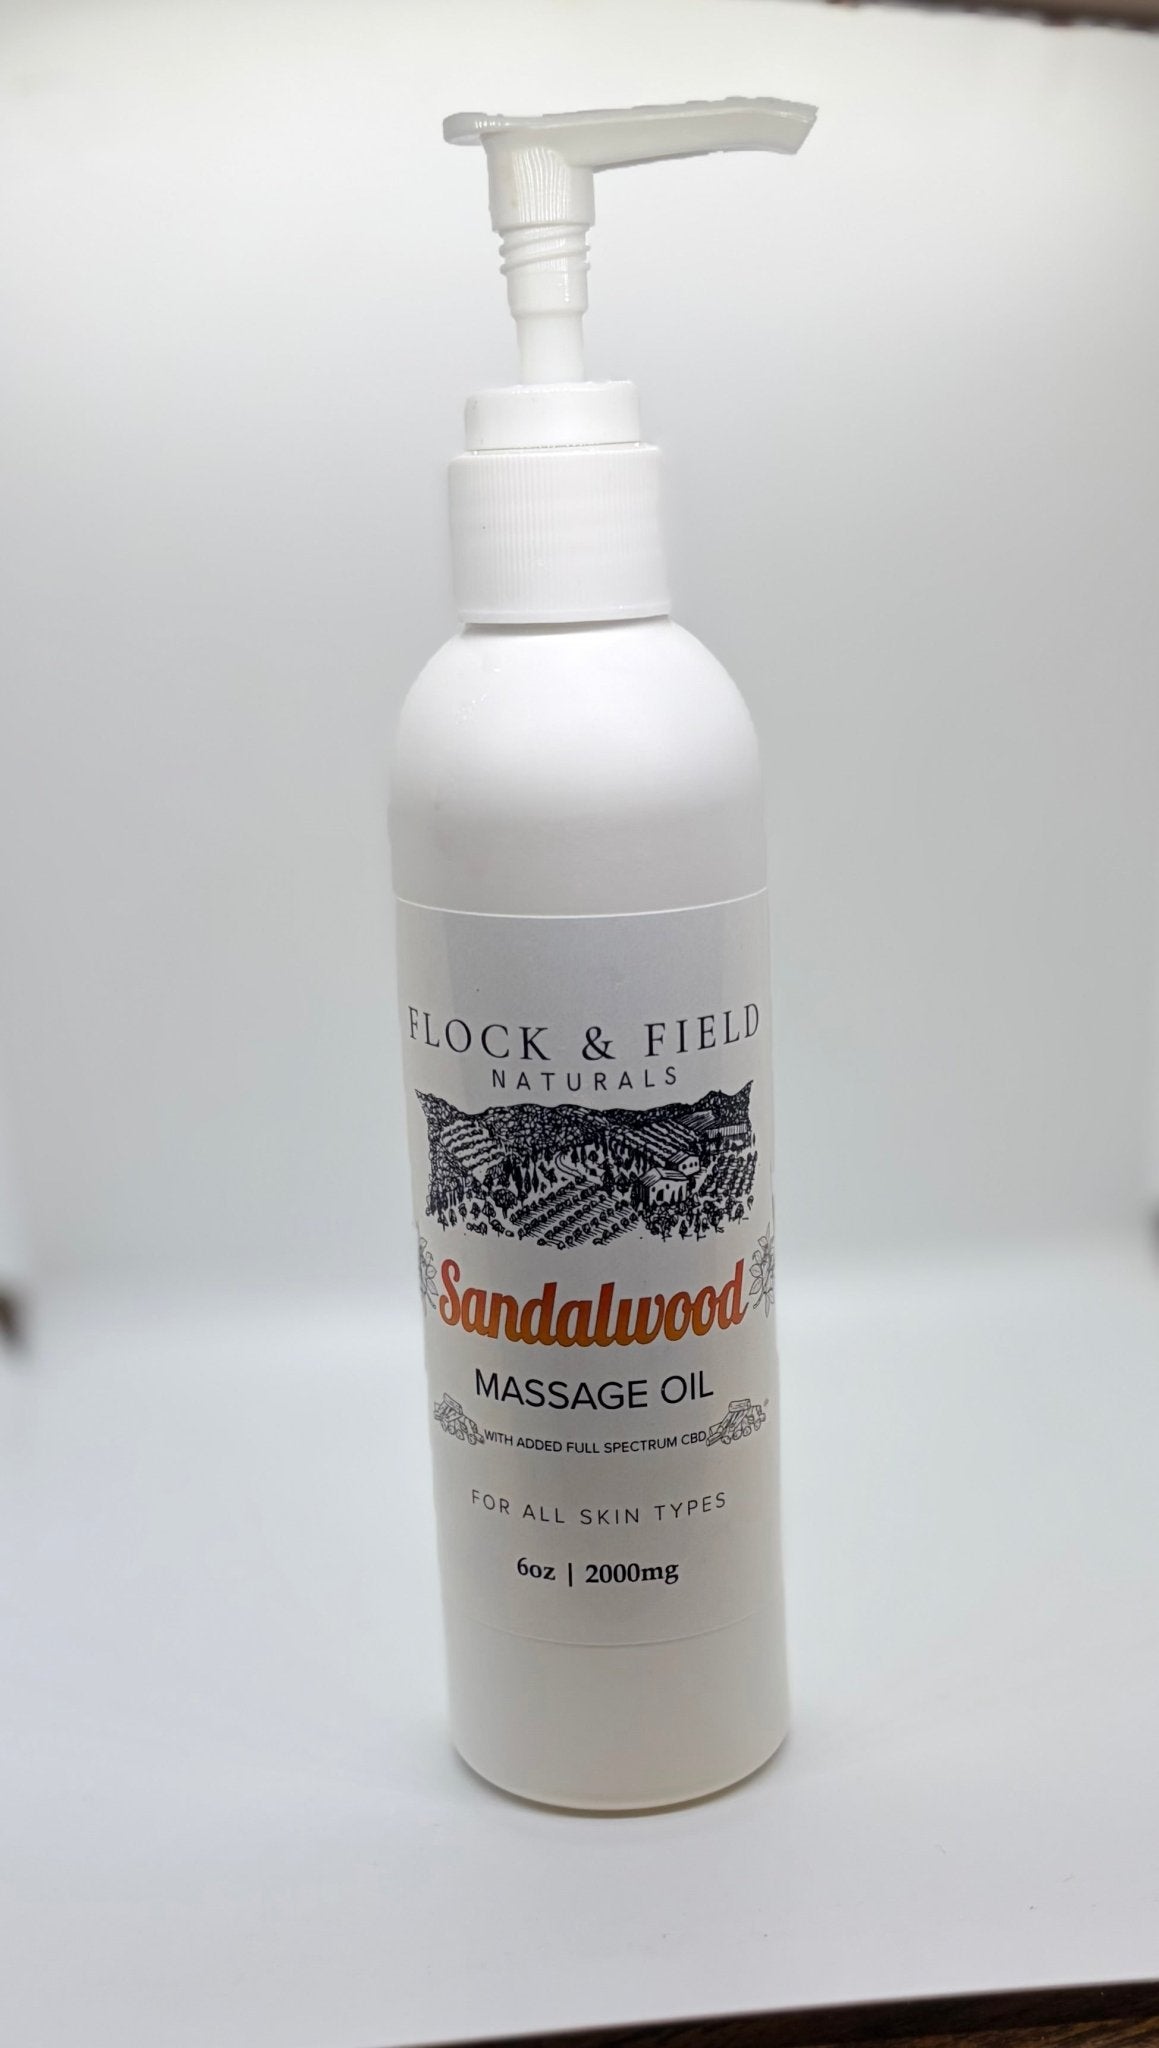 FLOCK & FIELD
NATURALS
Sandalwood
MASSAGE OIL
WITH ADDED FULL SPECTRUM CBD
FOR ALL SKIN TYPES
6oz | 2000mg